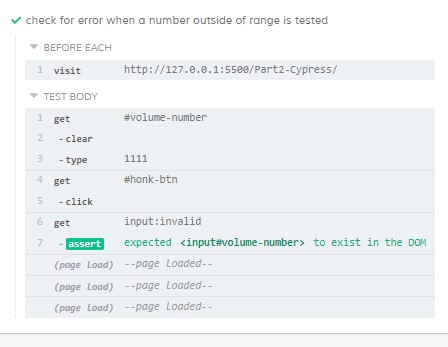 check for error when a number outside of range is tested
BEFORE EACH
1 visit http://127.0.0.1:5500/Part2-Cypress/
TEST BODY
1 get #volume-number
2 - clear
3 - type 1111
4 get #honk-btn
5 - click
6 get input:invalid
7 - assert expected <input#volume-number> to exist in the DOM
(page load) --page loaded--
(page load) --page loaded--
(page load) --page loaded--